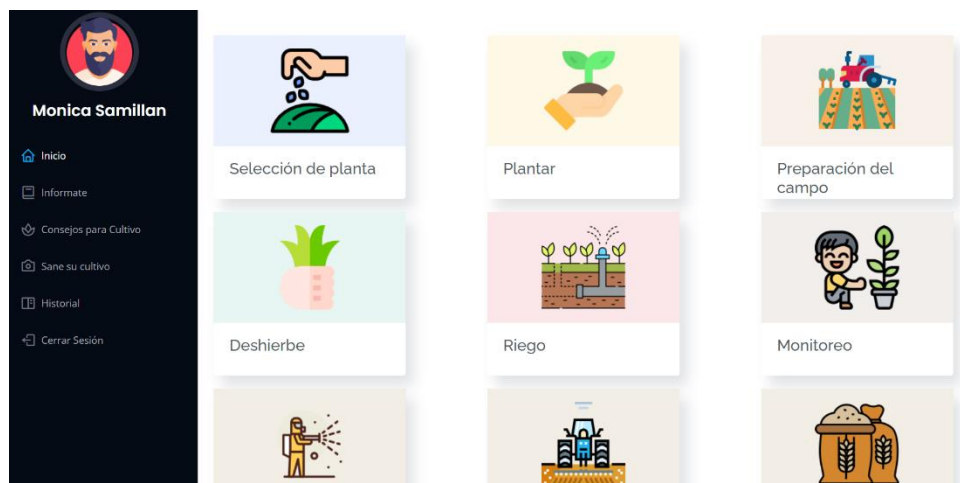 Monica Samillan
Inicio
Informate
Consejos para Cultivo
Sane su cultivo
Historial
Cerrar Sesión
Selección de planta
Plantar
Preparación del
campo
Deshierbe
Riego
Monitoreo